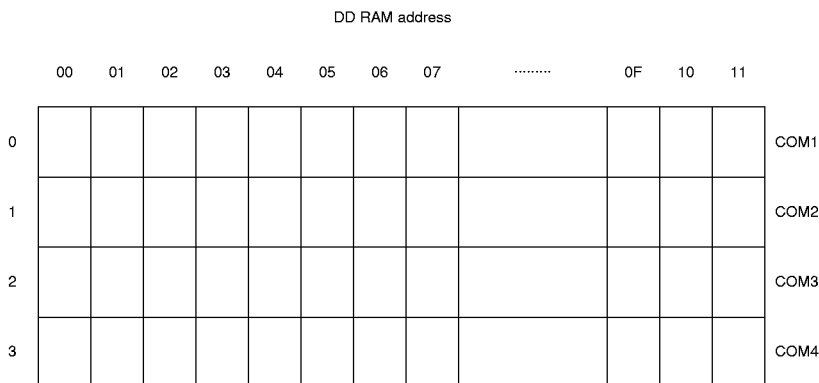 DD RAM address
00 01 02 03 04 05 06 07 ......... 0F 10 11
0 COM1
1 COM2
2 COM3
3 COM4